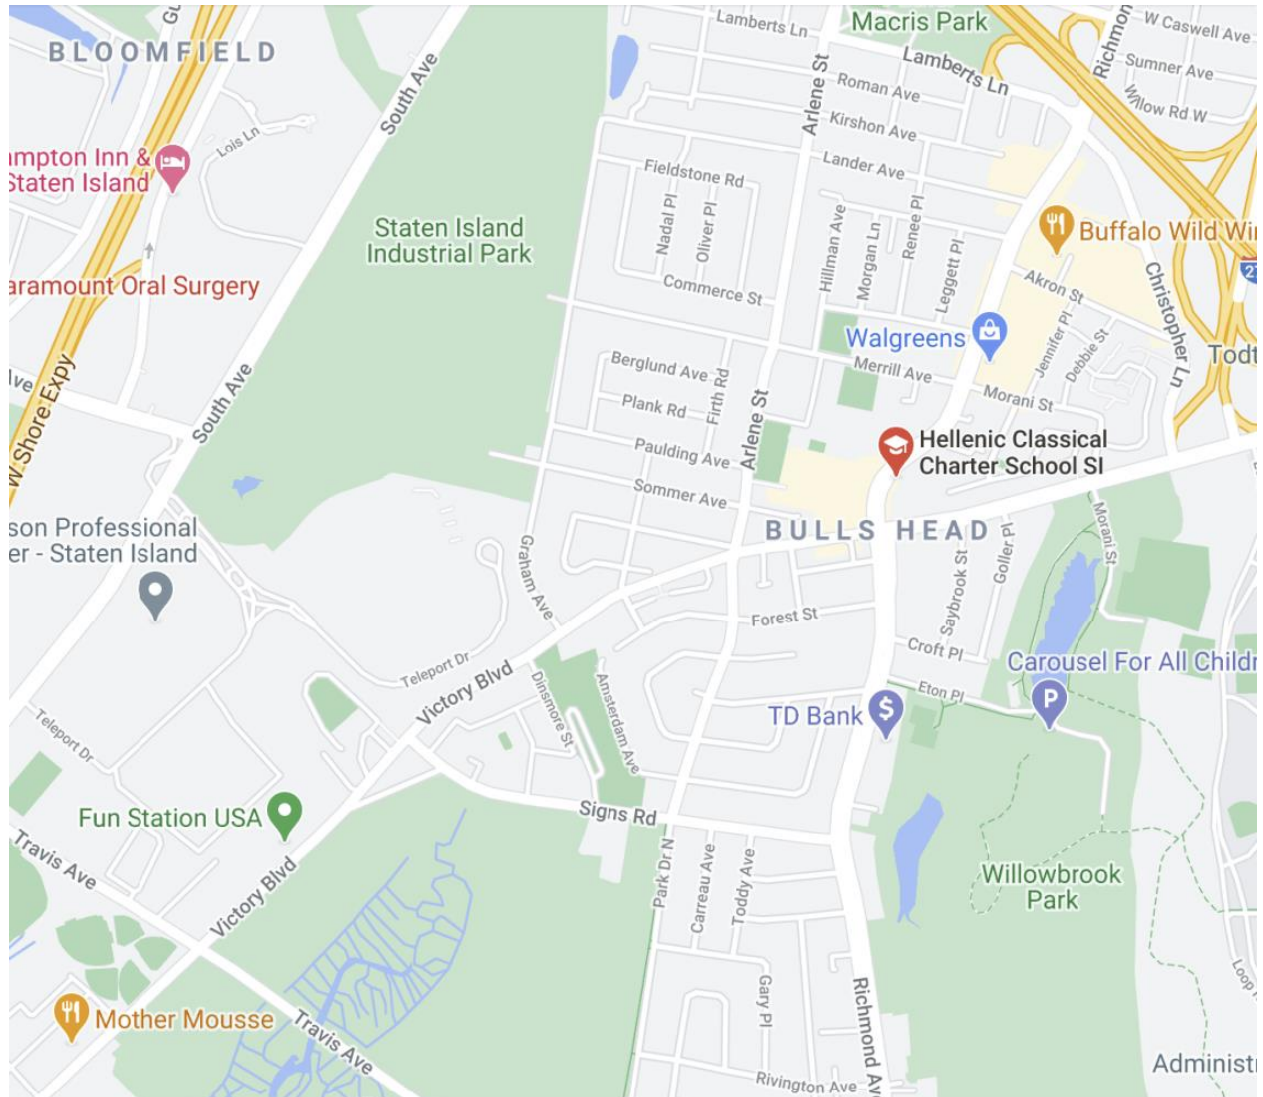 Lamberts Ln
Macris Park
W Caswell Ave
BLOOMFIELD
South Ave
Arlene St
Lamberts Ln
Richmon
Sumner Ave
Roman Ave
Willow Rd W
Kirshon Ave
Lois Ln
ampton Inn &
Staten Island
Lander Ave
Fieldstone Rd
Nadal Pl
Oliver Pl
Hillman Ave
Morgan Ln
Renee Pl
Leggett Pl
Staten Island
Industrial Park
Buffalo Wild Wi
Akron St
Christopher Ln
27
aramount Oral Surgery
Commerce St
Walgreens
Jennifer Pl
Debbie St
Todt
Berglund Ave
Firth Rd
Merrill Ave
Morani St
W Shore Expy
South Ave
Plank Rd
Arlene St
Paulding Ave
Hellenic Classical
Charter School SI
Sommer Ave
son Professional
er - Staten Island
BULLS HEAD
Morani St
Graham Ave
Saybrook St
Goller Pl
Forest St
Croft Pl
Teleport Dr
Victory Blvd
Dinsmore St
Amsterdam Ave
Carousel For All Childr
Eton Pl
P
TD Bank
$
Teleport Dr
Fun Station USA
Signs Rd
Travis Ave
Victory Blvd
Park Dr N
Carreau Ave
Toddy Ave
Willowbrook
Park
Mother Mousse
Travis Ave
Gary Pl
Richmond Av
Loop
Rivington Ave
Administ